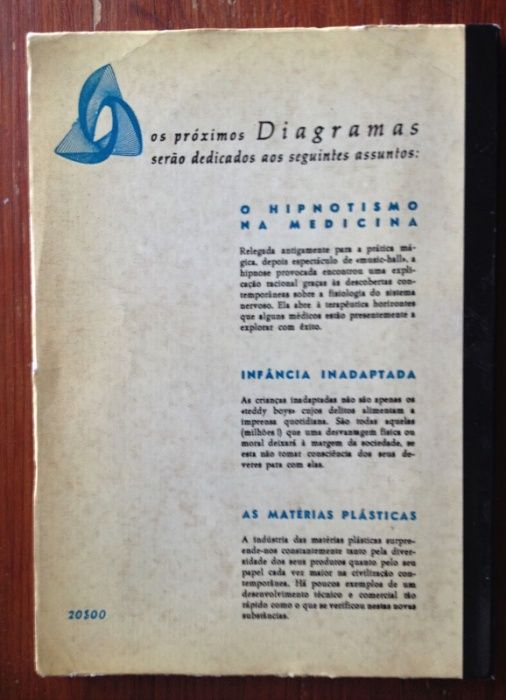 os próximos Diagramas
serão dedicados aos seguintes assuntos:
O HIPNOTISMO
NA MEDICINA
Relegada antigamente para a prática má-
gica, depois espectáculo de «music-hall», a
hipnose provocada encontrou uma expli-
cação racional graças às descobertas con-
temporâneas sobre a fisiologia do sistema
nervoso. Ela abre à terapêutica horizontes
que alguns médicos estão presentemente a
explorar com êxito.
INFÂNCIA INADAPTADA
As crianças inadaptadas não são apenas os
«teddy boys» cujos delitos alimentam a
imprensa quotidiana. São todas aquelas
(milhões!) que uma desvantagem física ou
moral deixará à margem da sociedade, se
esta não tomar consciência dos seus de-
veres para com elas.
AS MATÉRIAS PLÁSTICAS
A indústria das matérias plásticas surpre-
ende-nos constantemente tanto pela diver-
sidade dos seus produtos quanto pelo seu
papel cada vez maior na civilização con-
temporânea. Há poucos exemplos de um
desenvolvimento técnico e comercial tão
rápido como o que se verificou nestas novas
substâncias.
20$00